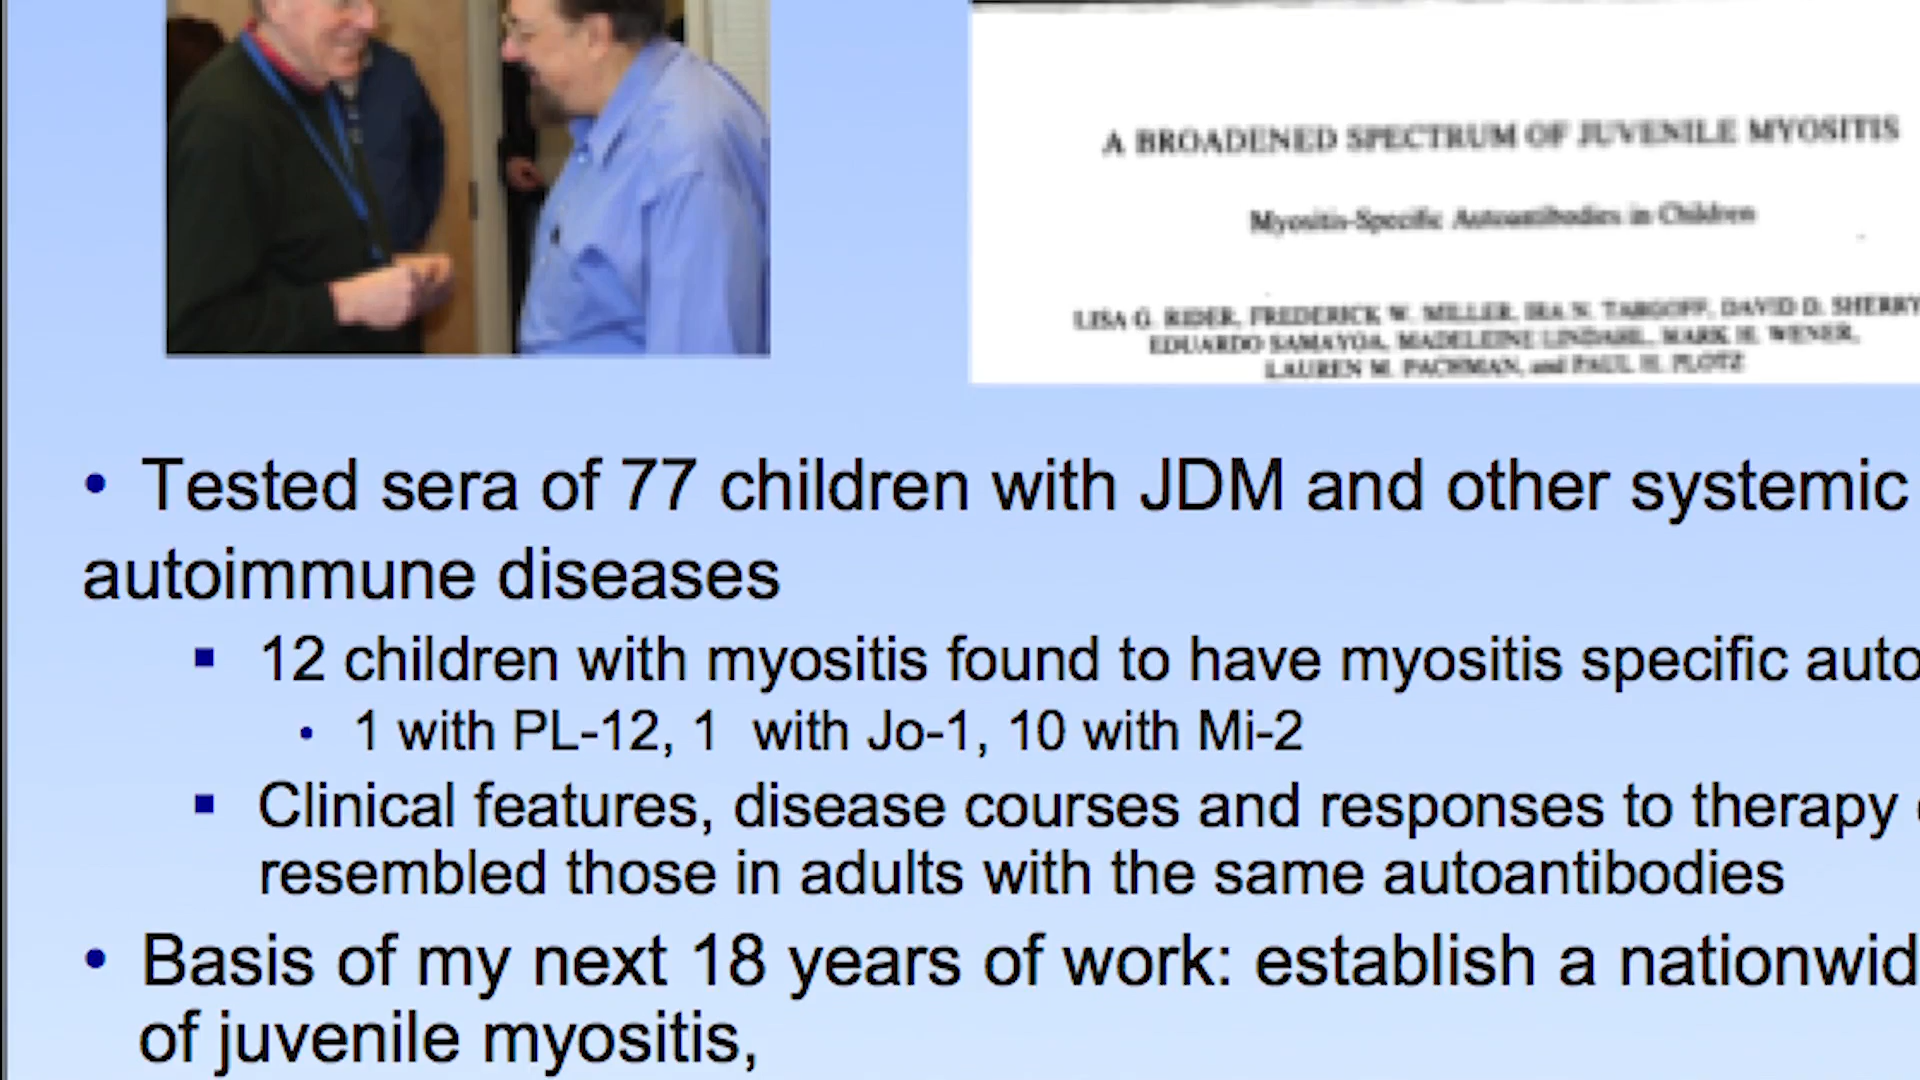 A BROADENED SPECTRUM OF JUVENILE MYOSITIS
Myositis-Specific Autoantibodies in Children
LISA G. RIDER, FREDERICK W. MILLER, IRA N. TARGOFF, DAVID D. SHERRY
EDUARDO SAMAYOA, MADELEINE LINDAHL, MARK H. WENER,
LAUREN M. PACHMAN, and PAUL H. PLOTZ
• Tested sera of 77 children with JDM and other systemic
autoimmune diseases
▪ 12 children with myositis found to have myositis specific auto
• 1 with PL-12, 1 with Jo-1, 10 with Mi-2
▪ Clinical features, disease courses and responses to therapy
resembled those in adults with the same autoantibodies
• Basis of my next 18 years of work: establish a nationwid
of juvenile myositis,